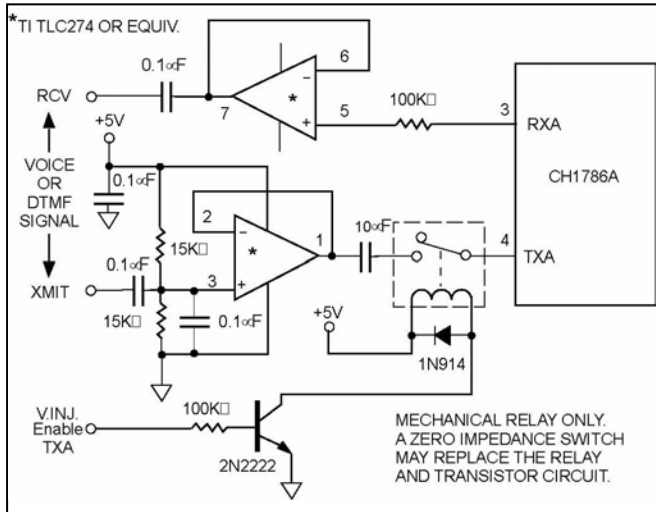 *TI TLC274 OR EQUIV.
0.1∝F
6
RCV
7
*
5
100K□
3
RXA
+5V
CH1786A
VOICE
OR
DTMF
SIGNAL
0.1∝F
2
15K□
*
1
10∝F
4
TXA
0.1∝F
3
XMIT
15K□
0.1∝F
+5V
1N914
V.INJ.
Enable
TXA
100K□
2N2222
MECHANICAL RELAY ONLY.
A ZERO IMPEDANCE SWITCH
MAY REPLACE THE RELAY
AND TRANSISTOR CIRCUIT.